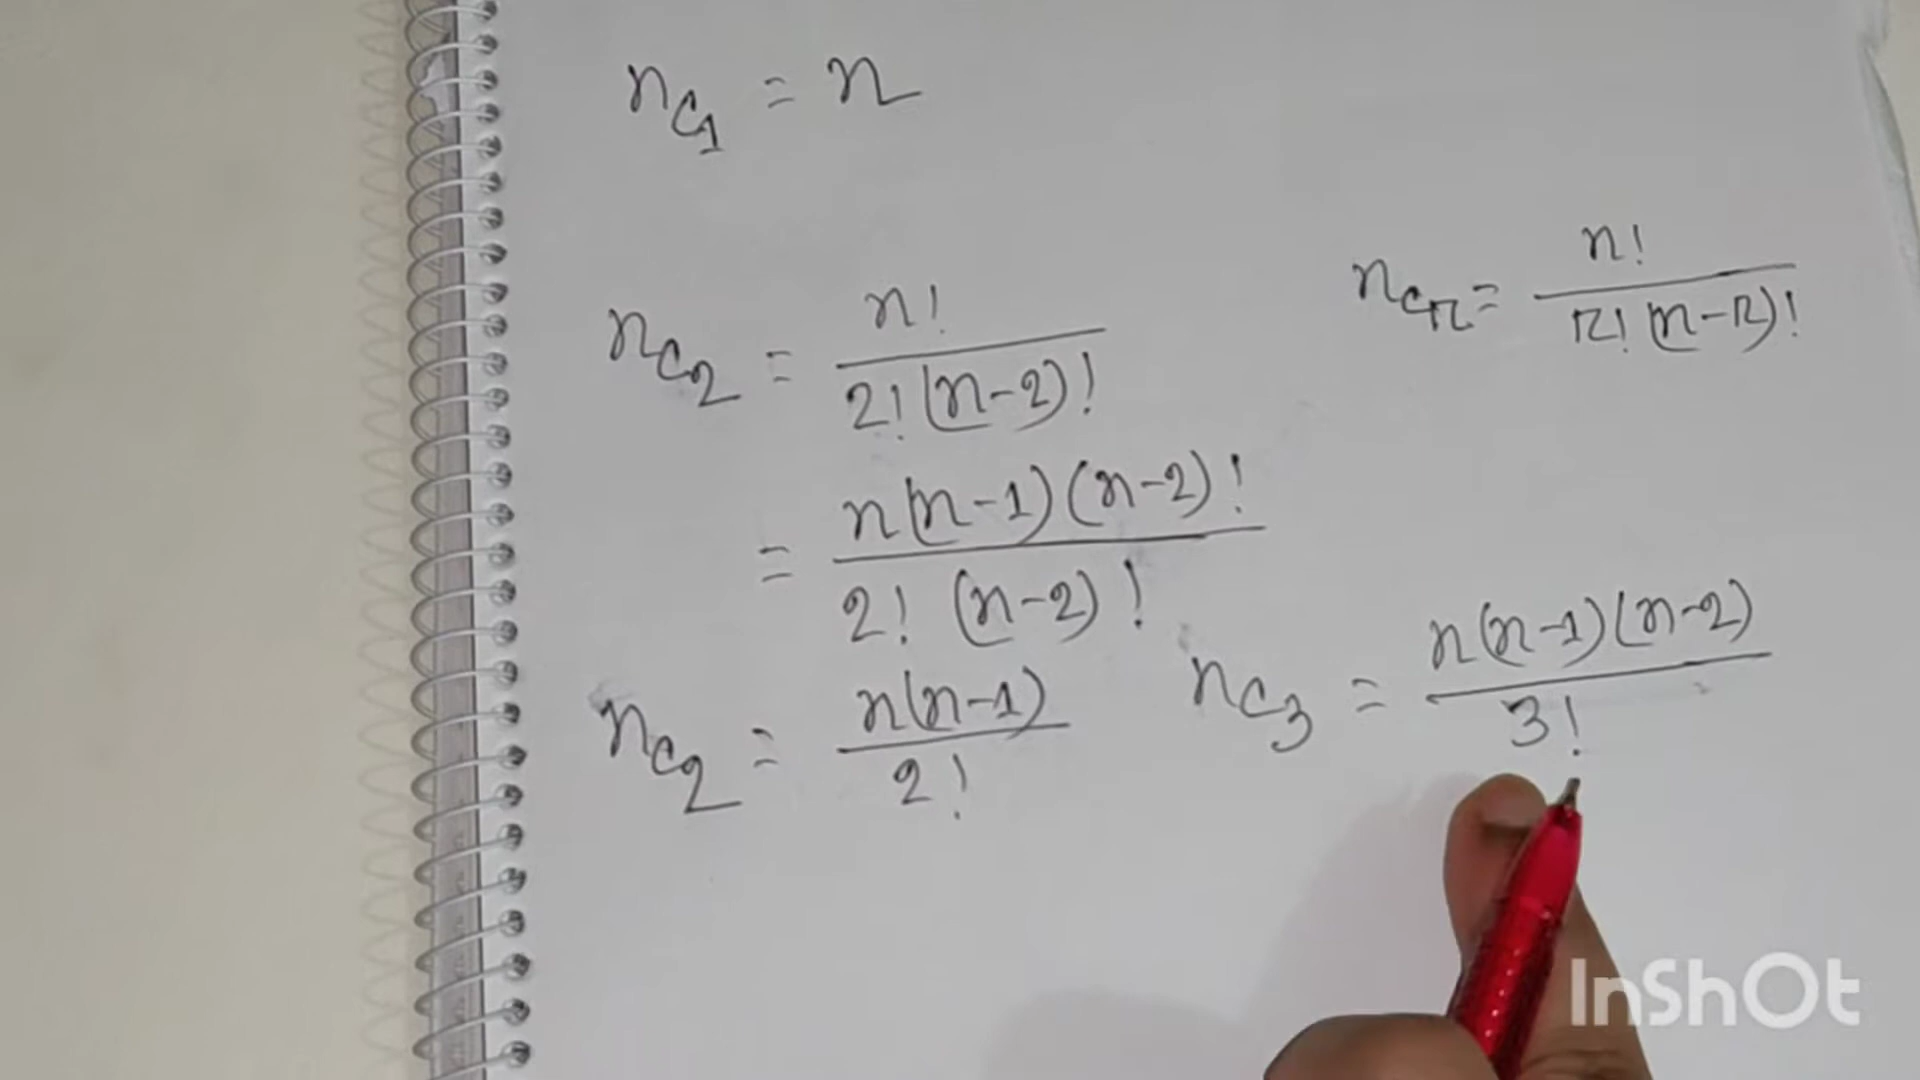 nC1 = n
nCr = n! / r!(n-r)!
nC2 = n! / 2!(n-2)!
= n(n-1)(n-2)! / 2! (n-2)!
nC2 = n(n-1) / 2!
nC3 = n(n-1)(n-2) / 3!
InShOt